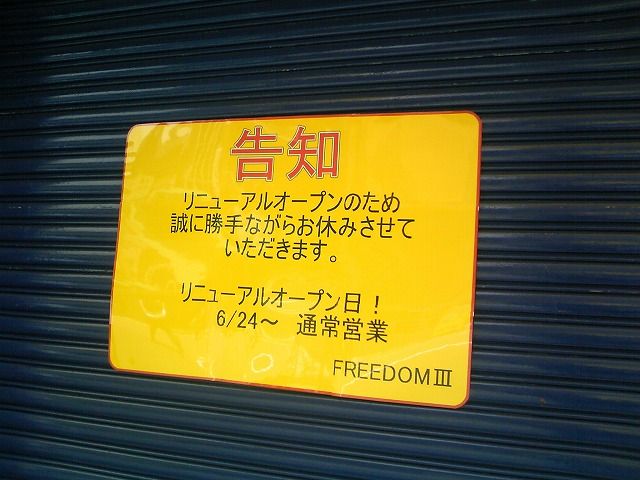 告知
リニューアルオープンのため
誠に勝手ながらお休みさせて
いただきます。
リニューアルオープン日！
6/24～ 通常営業
FREEDOMⅢ